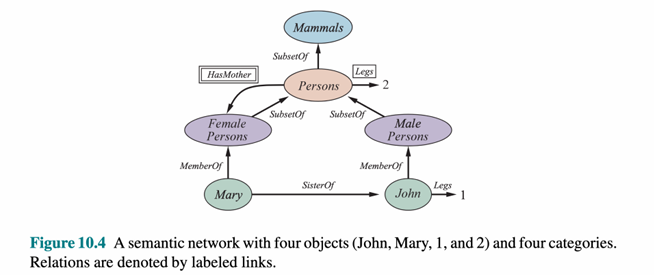 Mammals
SubsetOf
HasMother
Legs
Persons
2
SubsetOf
SubsetOf
Female
Persons
Male
Persons
MemberOf
MemberOf
Mary
SisterOf
John
Legs
1
Figure 10.4 A semantic network with four objects (John, Mary, 1, and 2) and four categories.
Relations are denoted by labeled links.